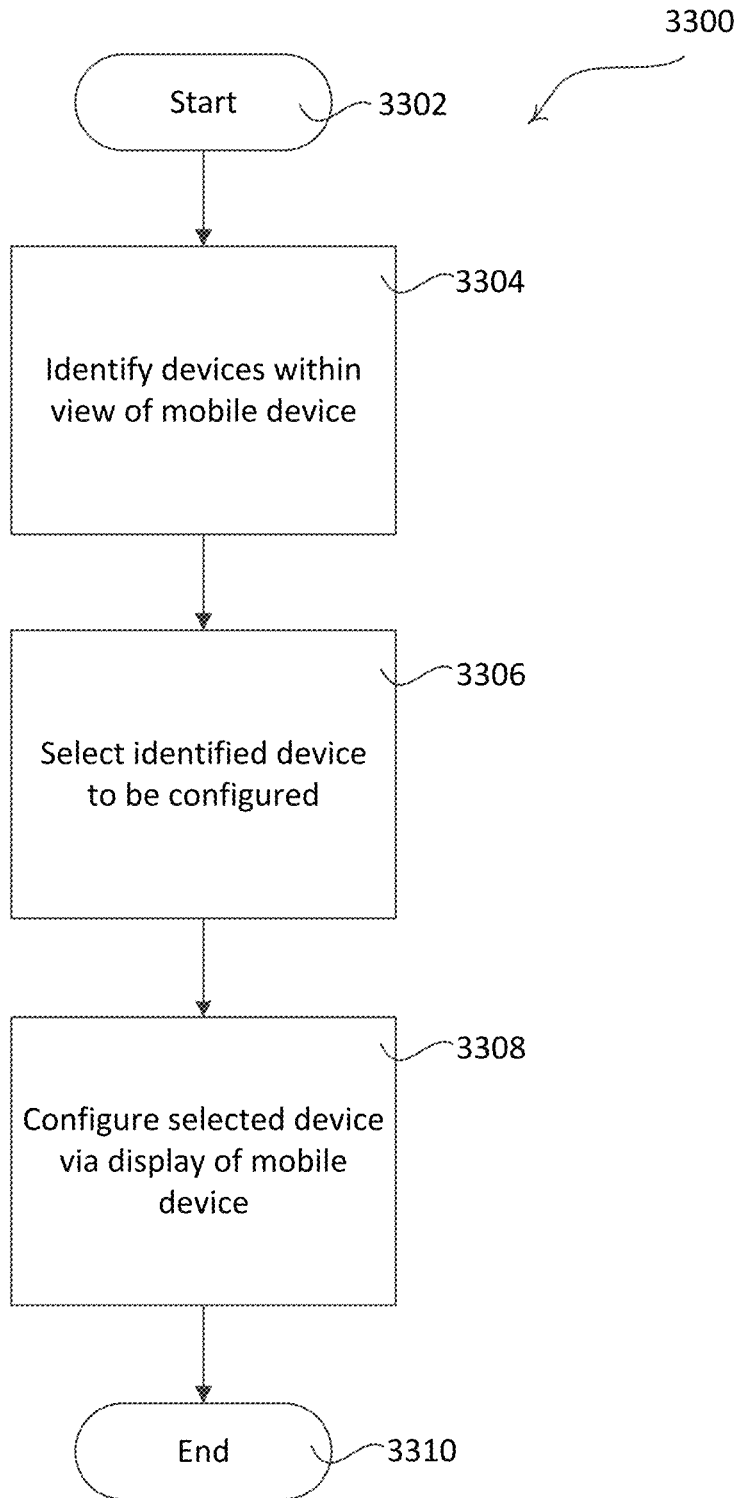 3300
Start
3302
3304
Identify devices within
view of mobile device
3306
Select identified device
to be configured
3308
Configure selected device
via display of mobile
device
End
3310